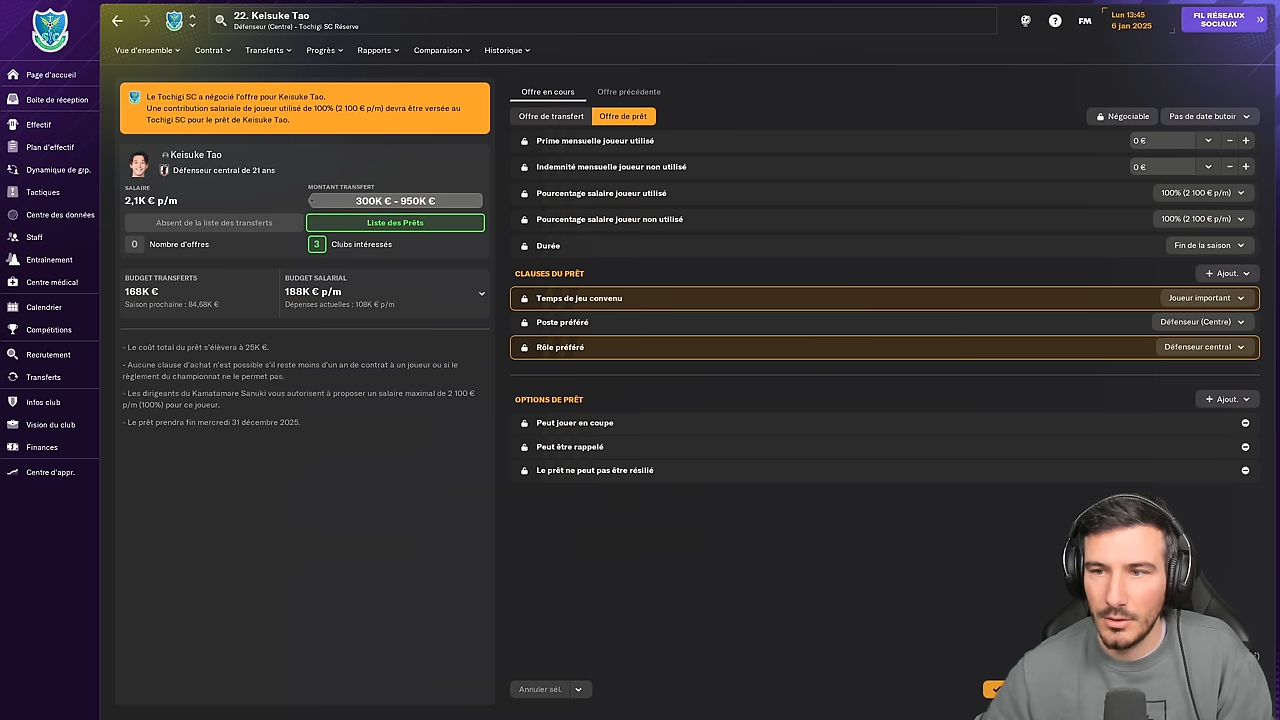 22. Keisuke Tao
Défenseur (Centre) - Tochigi SC Réserve
FM
Lun 13:45
6 jan 2025
FIL RÉSEAUX
SOCIAUX
Vue d'ensemble
Contrat
Transferts
Progrès
Rapports
Comparaison
Historique
Page d'accueil
Boîte de réception
Effectif
Plan d'effectif
Dynamique de grp.
Tactiques
Centre des données
Staff
Entraînement
Centre médical
Calendrier
Compétitions
Recrutement
Transferts
Infos club
Vision du club
Finances
Centre d'appr.
Le Tochigi SC a négocié l'offre pour Keisuke Tao.
Une contribution salariale de joueur utilisé de 100% (2 100 € p/m) devra être versée au
Tochigi SC pour le prêt de Keisuke Tao.
Keisuke Tao
Défenseur central de 21 ans
SALAIRE
2,1K € p/m
MONTANT TRANSFERT
300K € - 950K €
Absent de la liste des transferts
Liste des Prêts
0 Nombre d'offres
3 Clubs intéressés
BUDGET TRANSFERTS
168K €
Saison prochaine : 84,68K €
BUDGET SALARIAL
188K € p/m
Dépenses actuelles : 108K € p/m
- Le coût total du prêt s'élèvera à 25K €.
- Aucune clause d'achat n'est possible s'il reste moins d'un an de contrat à un joueur ou si le
règlement du championnat ne le permet pas.
- Les dirigeants du Kamatamare Sanuki vous autorisent à proposer un salaire maximal de 2 100 €
p/m (100%) pour ce joueur.
- Le prêt prendra fin mercredi 31 décembre 2025.
Offre en cours
Offre précédente
Offre de transfert
Offre de prêt
Négociable
Pas de date butoir
Prime mensuelle joueur utilisé
0 €
Indemnité mensuelle joueur non utilisé
0 €
Pourcentage salaire joueur utilisé
100% (2 100 € p/m)
Pourcentage salaire joueur non utilisé
100% (2 100 € p/m)
Durée
Fin de la saison
CLAUSES DU PRÊT
+ Ajout.
Temps de jeu convenu
Joueur important
Poste préféré
Défenseur (Centre)
Rôle préféré
Défenseur central
OPTIONS DE PRÊT
+ Ajout.
Peut jouer en coupe
Peut être rappelé
Le prêt ne peut pas être résilié
Annuler sél.